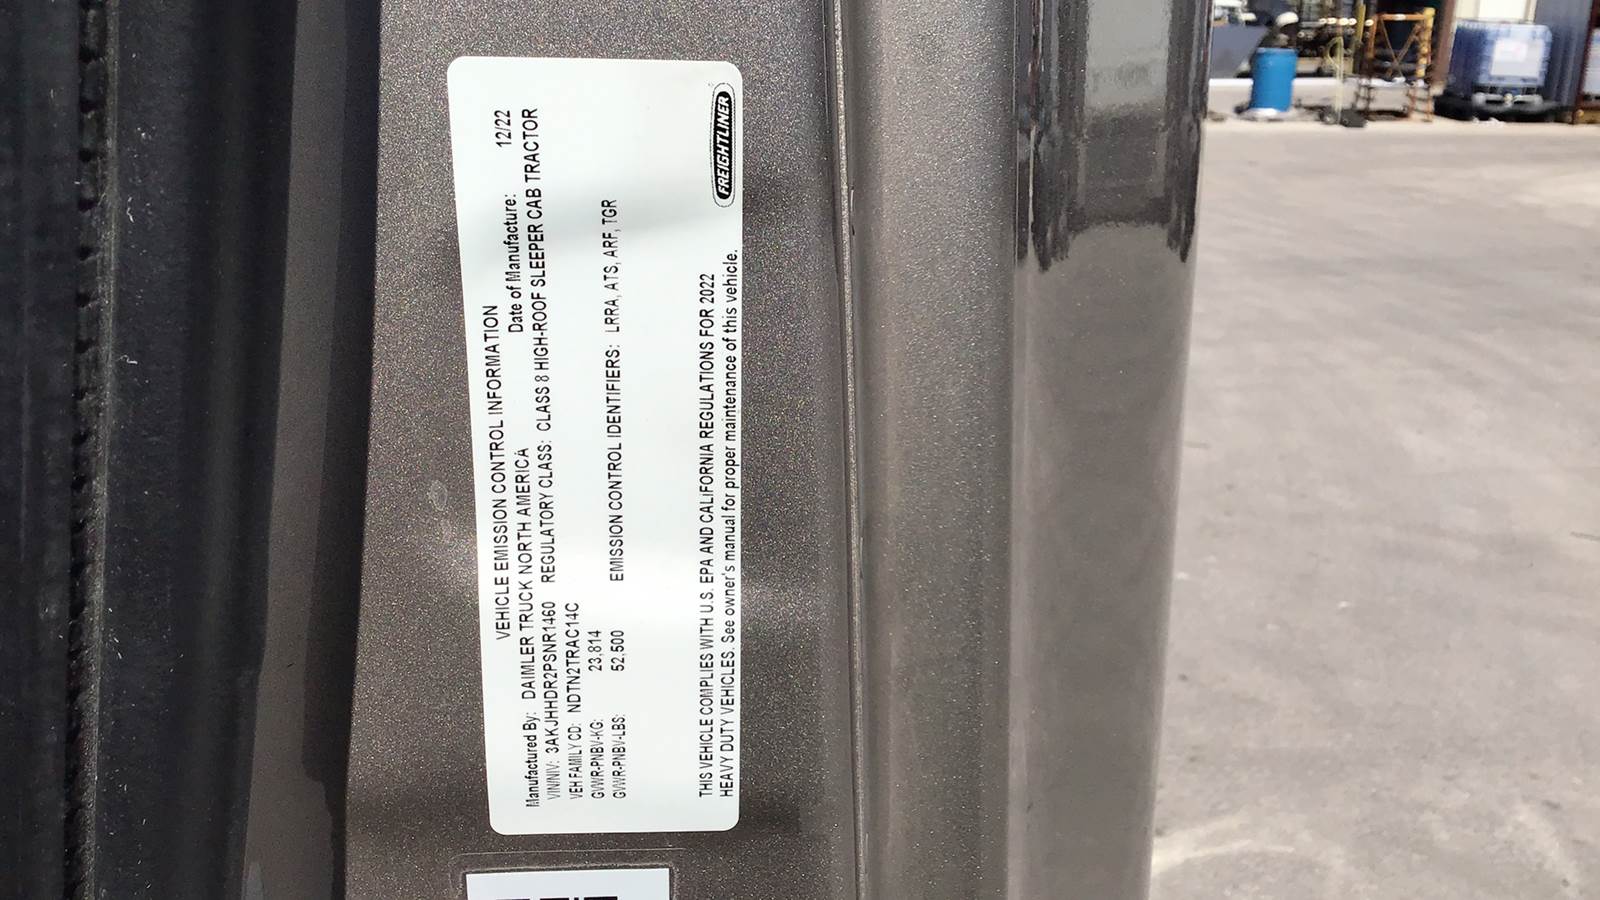 VEHICLE EMISSION CONTROL INFORMATION
Manufactured By: DAIMLER TRUCK NORTH AMERICA Date of Manufacture: 12/22
VIN/NIV: 3AKJHHDR2PSNR1460 REGULATORY CLASS: CLASS 8 HIGH-ROOF SLEEPER CAB TRACTOR
VEH FAMILY CD: NDTN2TRAC14C
GVWR-PNBV-KG: 23,814
GVWR-PNBV-LBS: 52,500 EMISSION CONTROL IDENTIFIERS: LRRA, ATS, ARF, TGR
THIS VEHICLE COMPLIES WITH U.S. EPA AND CALIFORNIA REGULATIONS FOR 2022
HEAVY DUTY VEHICLES. See owner's manual for proper maintenance of this vehicle.
FREIGHTLINER